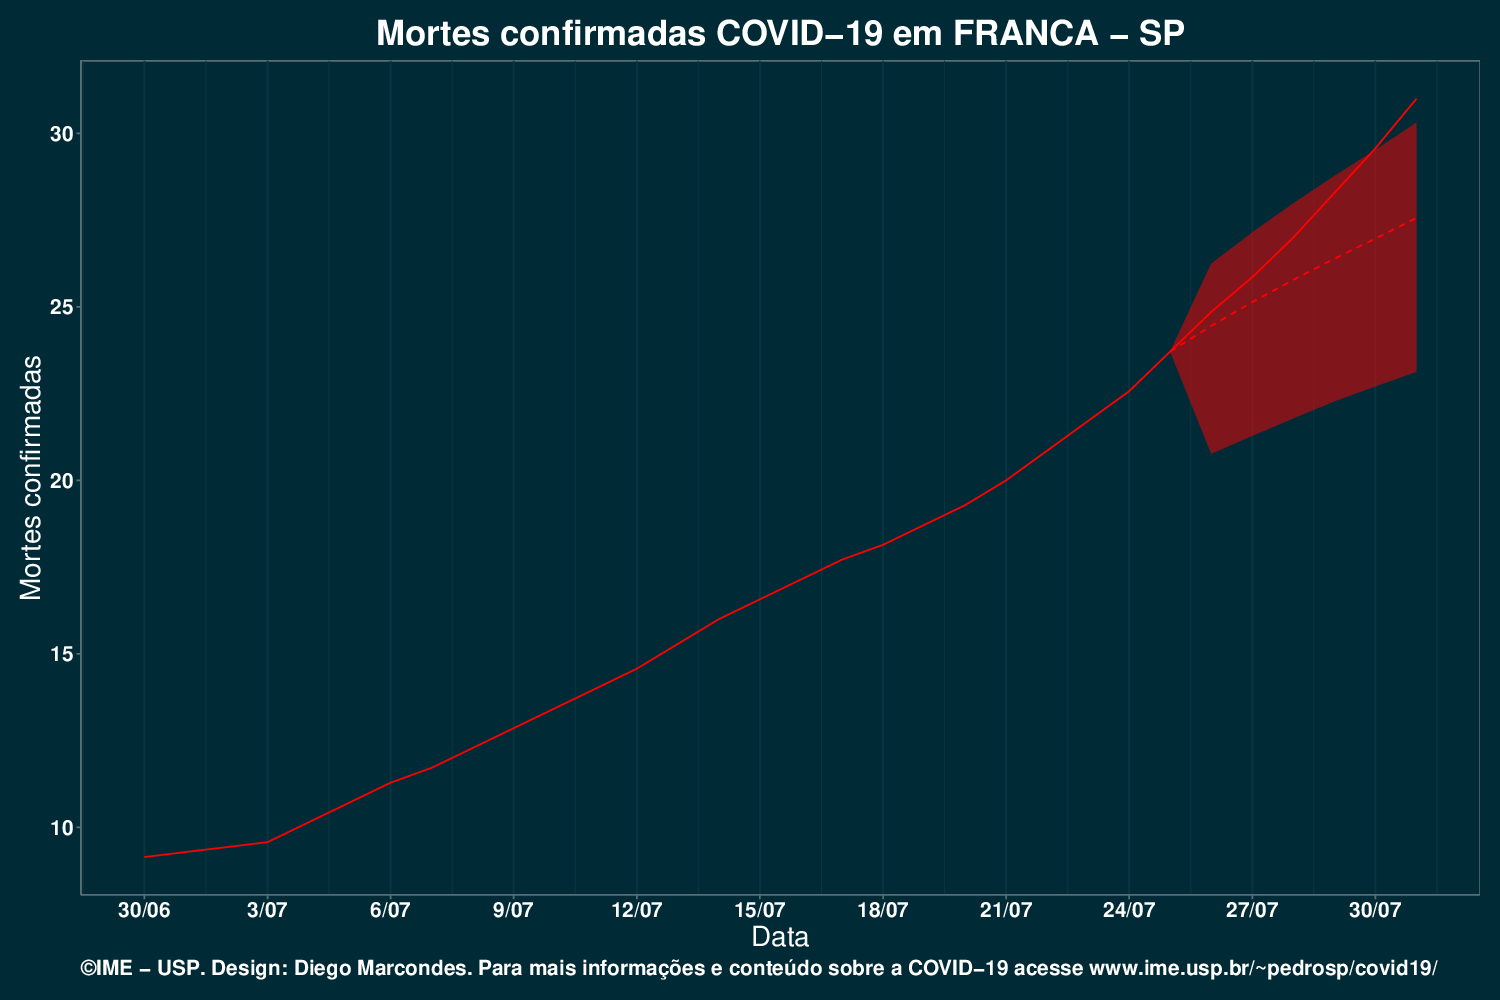 Mortes confirmadas COVID−19 em FRANCA − SP
Mortes confirmadas
30
25
20
15
10
30/06 3/07 6/07 9/07 12/07 15/07 18/07 21/07 24/07 27/07 30/07
Data
©IME − USP. Design: Diego Marcondes. Para mais informações e conteúdo sobre a COVID−19 acesse www.ime.usp.br/~pedrosp/covid19/